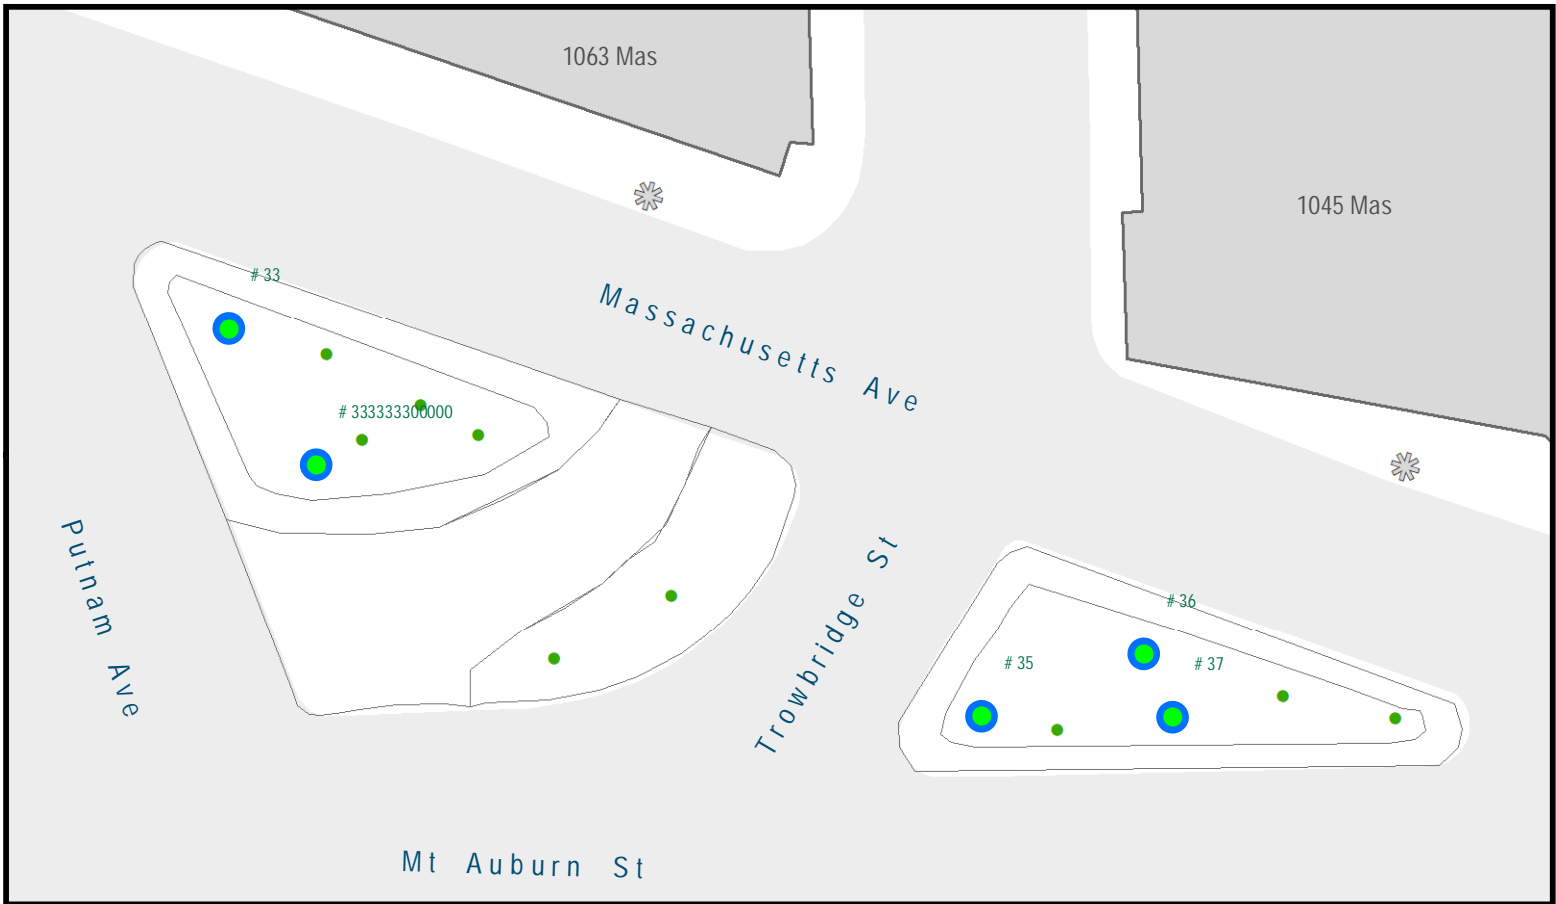 1063 Mas
1045 Mas
# 33
Massachusetts Ave
# 333333300000
Putnam Ave
Trowbridge St
# 36
# 35
# 37
Mt Auburn St